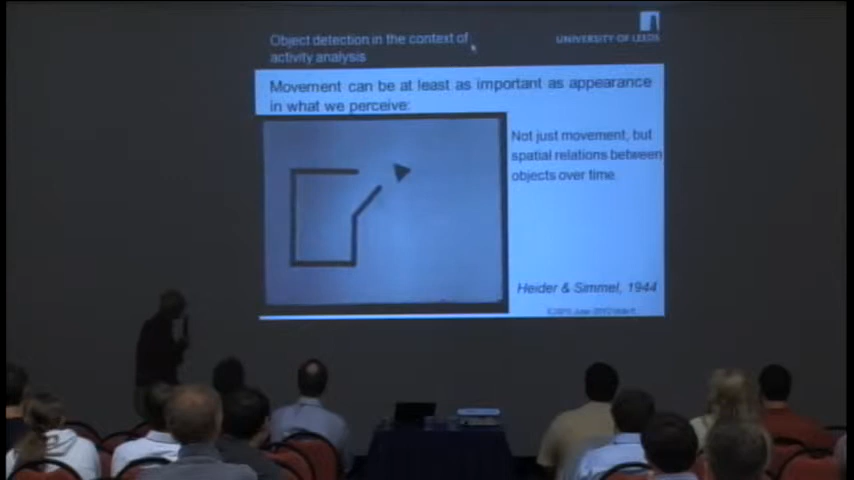 Object detection in the context of
activity analysis
UNIVERSITY OF LEEDS
Movement can be at least as important as appearance
in what we perceive:
Not just movement, but
spatial relations between
objects over time.
Heider & Simmel, 1944